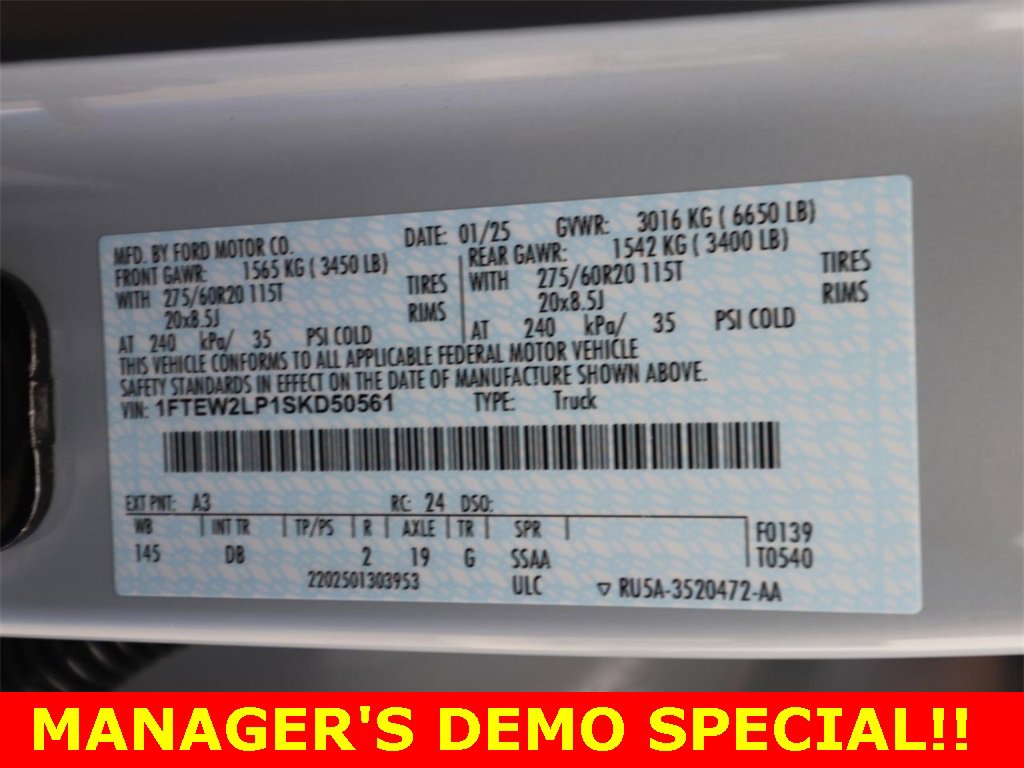 MFD. BY FORD MOTOR CO. DATE: 01/25 GVWR: 3016 KG ( 6650 LB)
FRONT GAWR: 1565 KG ( 3450 LB) REAR GAWR: 1542 KG ( 3400 LB)
WITH 275/60R20 115T TIRES WITH 275/60R20 115T TIRES
20x8.5J RIMS 20x8.5J RIMS
AT 240 kPa/ 35 PSI COLD AT 240 kPa/ 35 PSI COLD
THIS VEHICLE CONFORMS TO ALL APPLICABLE FEDERAL MOTOR VEHICLE
SAFETY STANDARDS IN EFFECT ON THE DATE OF MANUFACTURE SHOWN ABOVE.
VIN: 1FTEW2LP1SKD50561 TYPE: Truck
EXT PNT: A3 RC: 24 DSO:
WB INT TR TP/PS R AXLE TR SPR F0139
145 DB 2 19 G SSAA T0540
2202501303953 ULC ▽ RU5A-3520472-AA
MANAGER'S DEMO SPECIAL!!